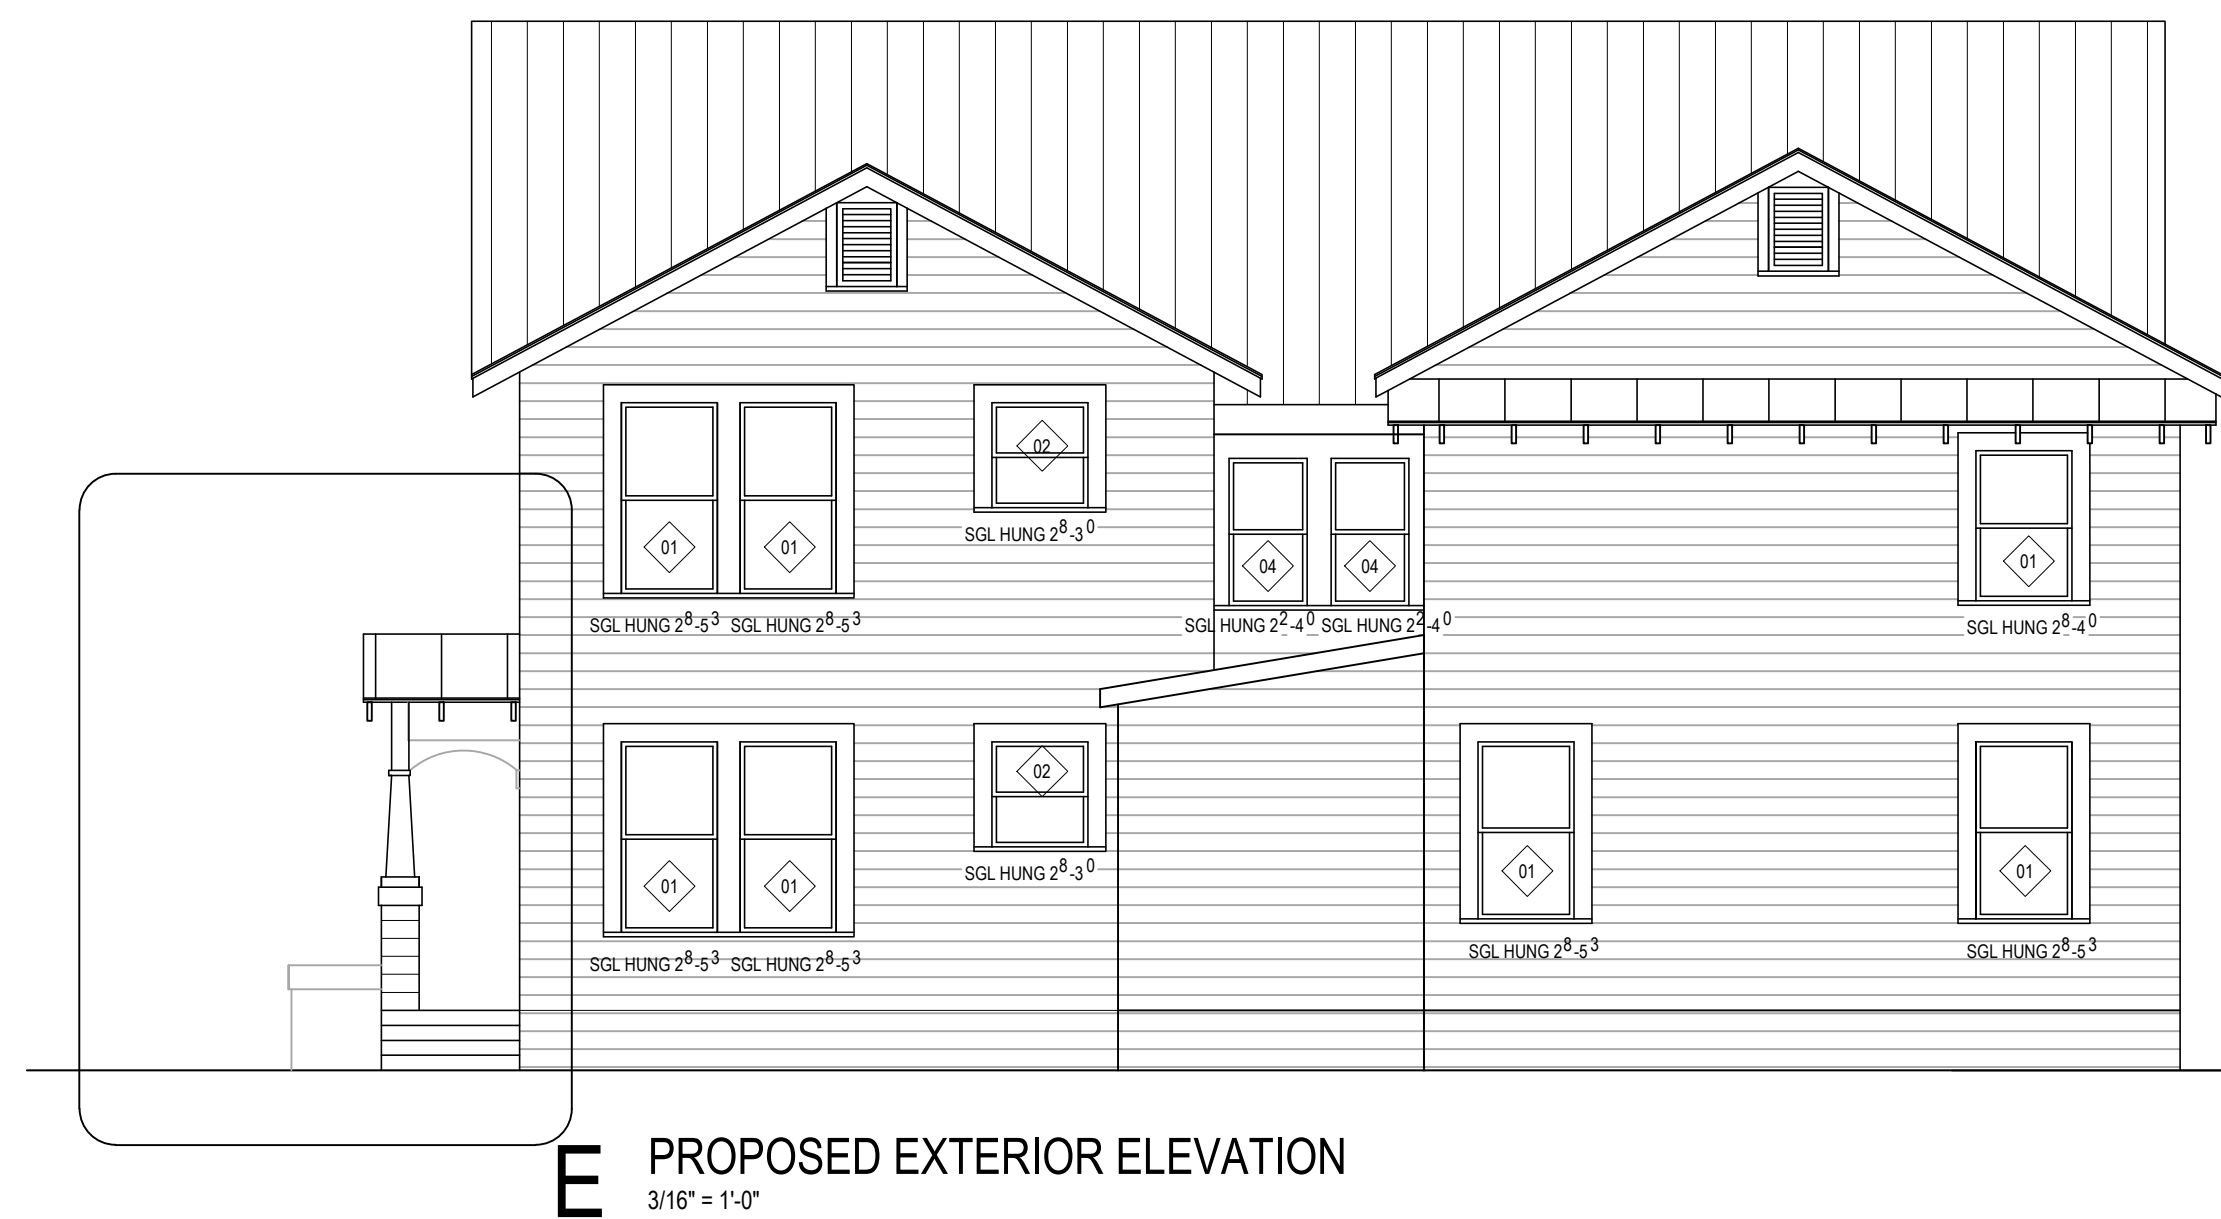 02
01 01
SGL HUNG 2⁸-3⁰
04 04
01
SGL HUNG 2⁸-5³ SGL HUNG 2⁸-5³
SGL HUNG 2²-4⁰ SGL HUNG 2²-4⁰
SGL HUNG 2⁸-4⁰
02
01 01
SGL HUNG 2⁸-3⁰
01
01
SGL HUNG 2⁸-5³ SGL HUNG 2⁸-5³
SGL HUNG 2⁸-5³
SGL HUNG 2⁸-5³
E PROPOSED EXTERIOR ELEVATION
3/16" = 1'-0"